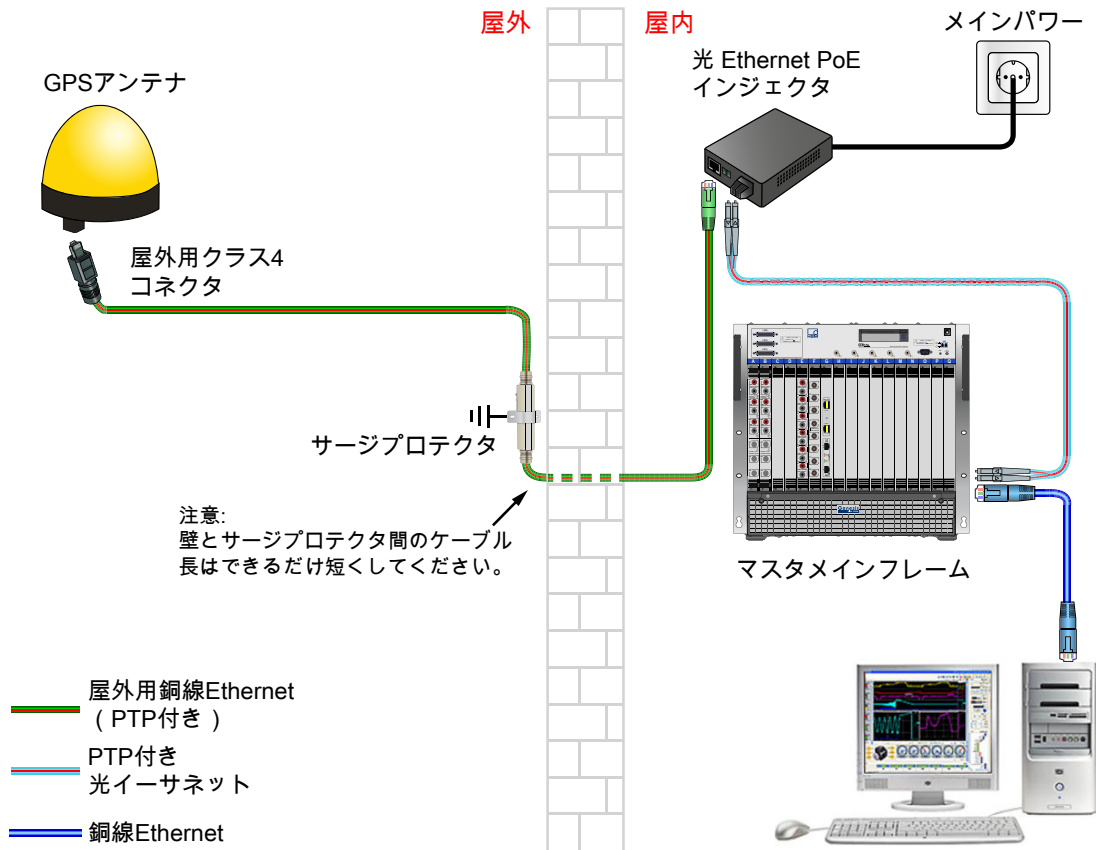 屋外
屋内
メインパワー
GPSアンテナ
光 Ethernet PoE
インジェクタ
屋外用クラス4
コネクタ
サージプロテクタ
注意:
壁とサージプロテクタ間のケーブル
長はできるだけ短くしてください。
マスタメインフレーム
屋外用銅線Ethernet
（PTP付き）
PTP付き
光イーサネット
銅線Ethernet